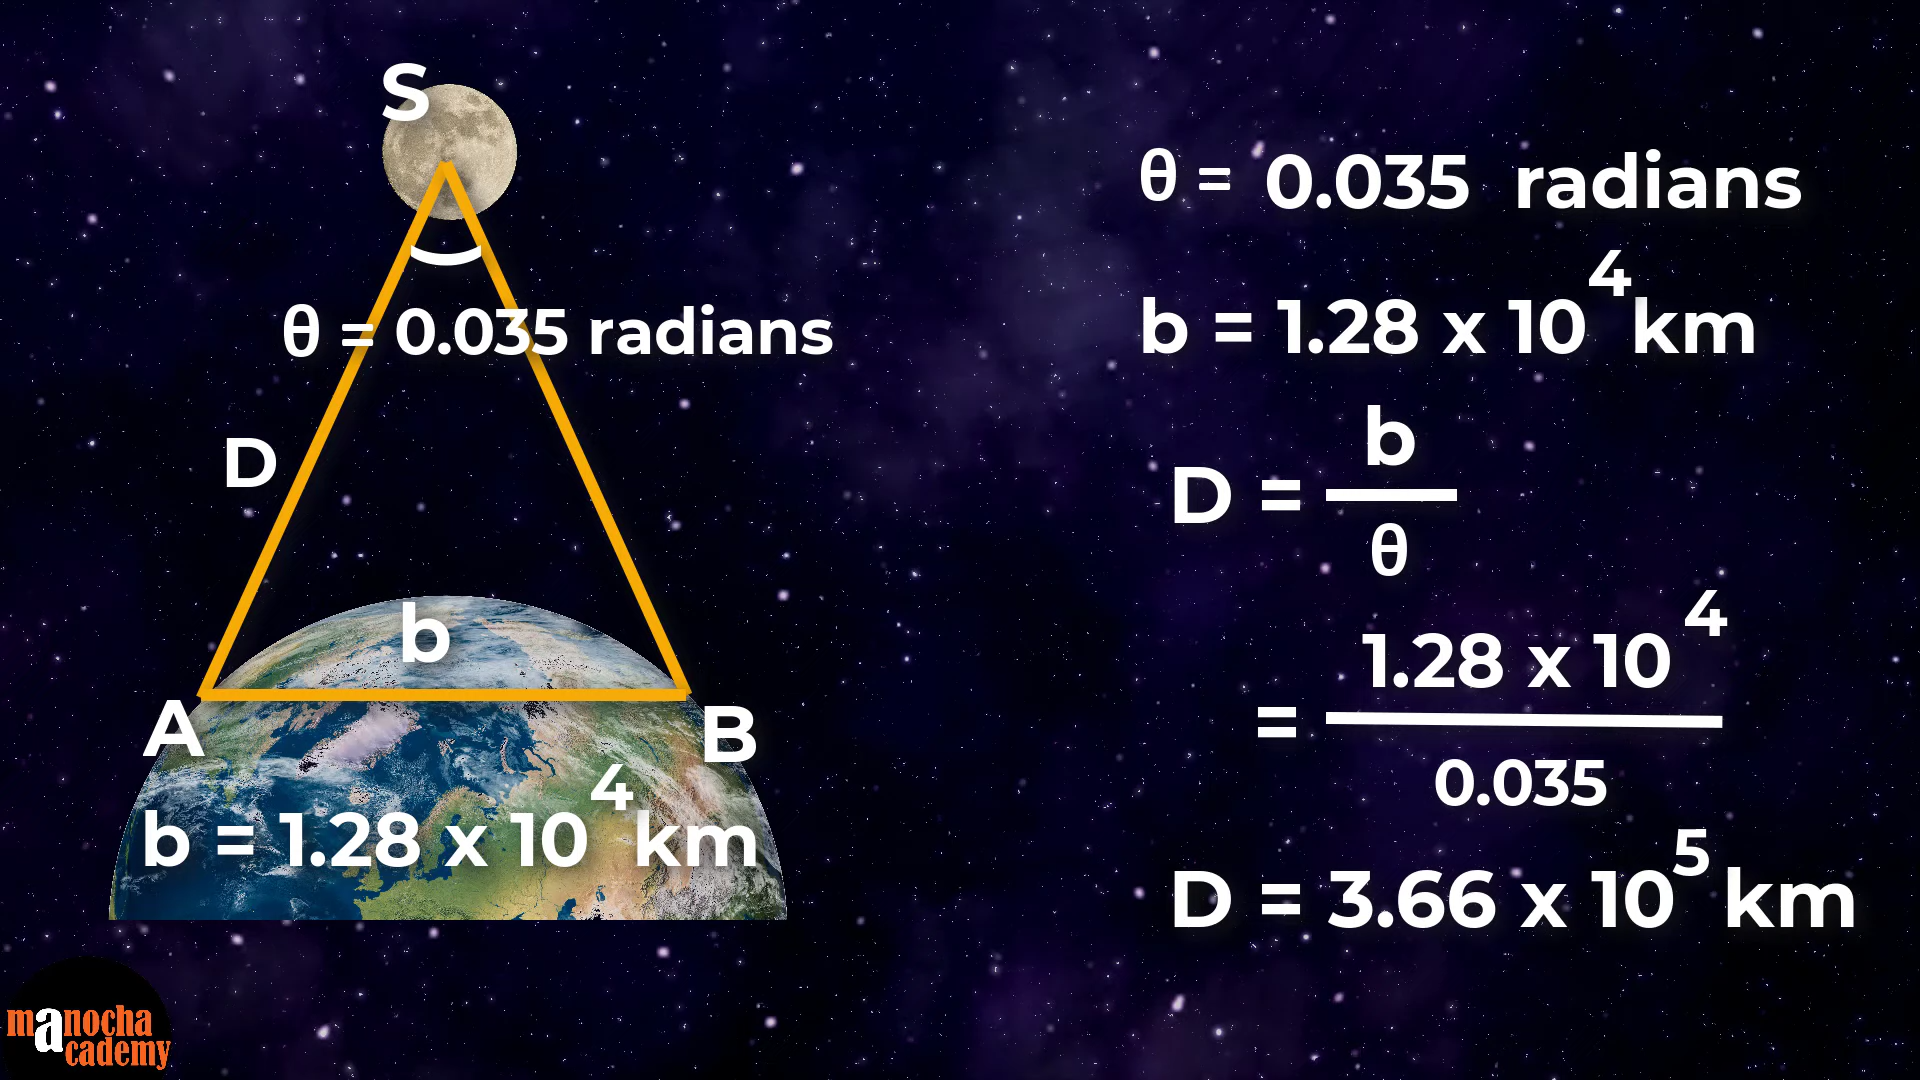 S
θ = 0.035 radians
D
b
A
B
b = 1.28 x 10⁴ km
θ = 0.035 radians
b = 1.28 x 10⁴ km
D = b
θ
= 1.28 x 10⁴
0.035
D = 3.66 x 10⁵ km
manocha
academy